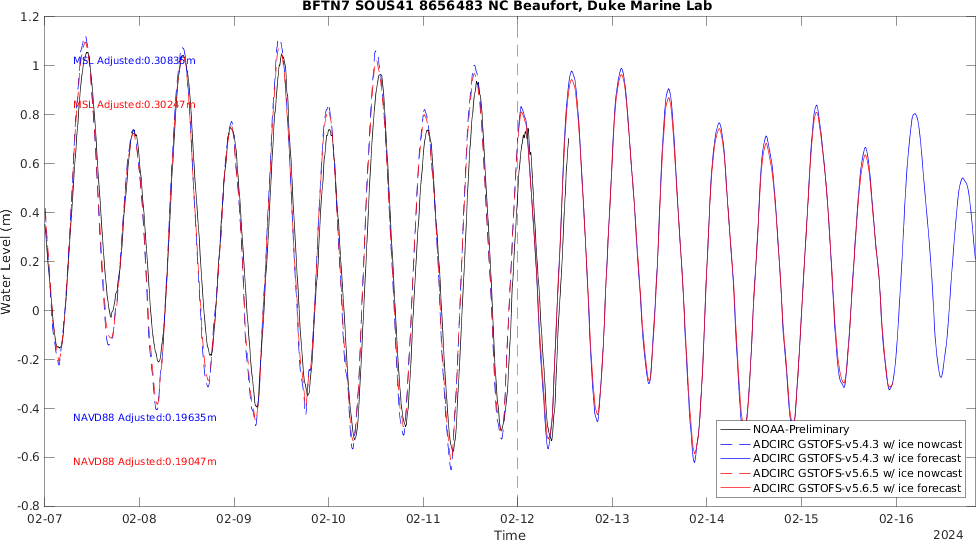 BFTN7 SOUS41 8656483 NC Beaufort, Duke Marine Lab
1.2
1
0.8
0.6
0.4
0.2
0
-0.2
-0.4
-0.6
-0.8
Water Level (m)
MSL Adjusted:0.30835m
MSL Adjusted:0.30247m
NAVD88 Adjusted:0.19635m
NAVD88 Adjusted:0.19047m
NOAA-Preliminary
ADCIRC GSTOFS-v5.4.3 w/ ice nowcast
ADCIRC GSTOFS-v5.4.3 w/ ice forecast
ADCIRC GSTOFS-v5.6.5 w/ ice nowcast
ADCIRC GSTOFS-v5.6.5 w/ ice forecast
02-07 02-08 02-09 02-10 02-11 02-12 02-13 02-14 02-15 02-16
Time
2024